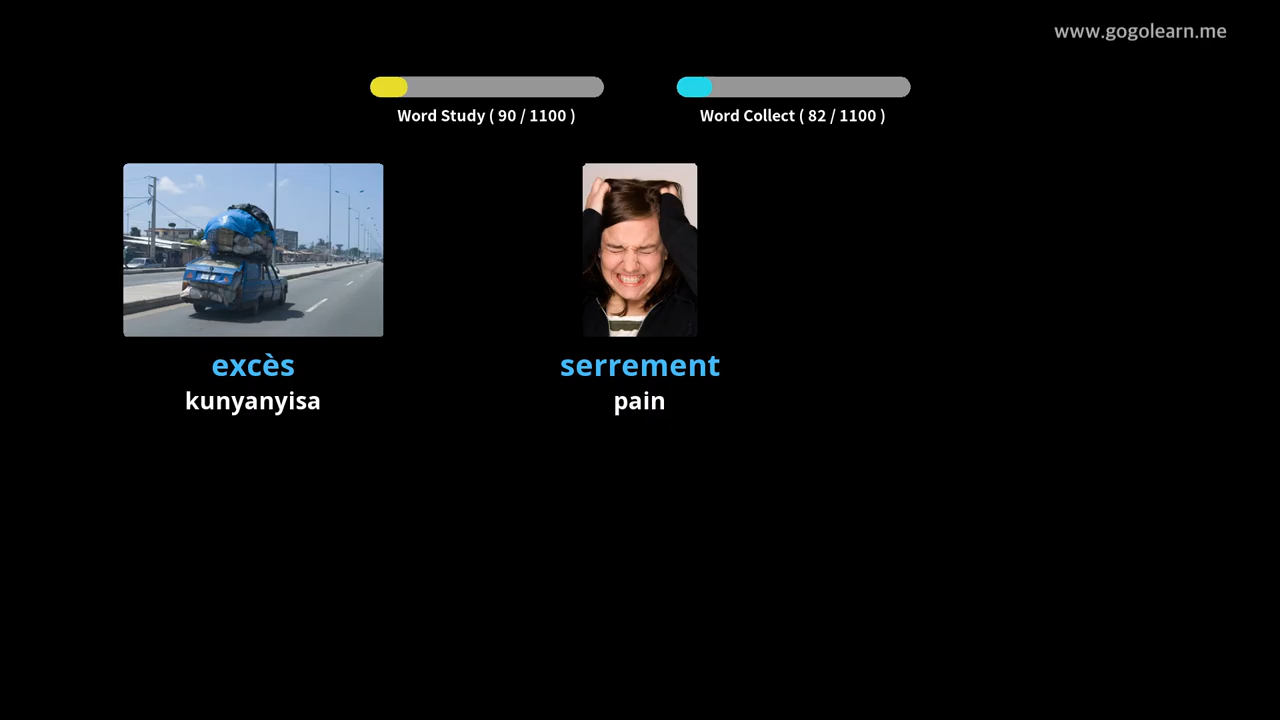 www.gogolearn.me
Word Study ( 90 / 1100 )
Word Collect ( 82 / 1100 )
excès
kunyanyisa
serrement
pain